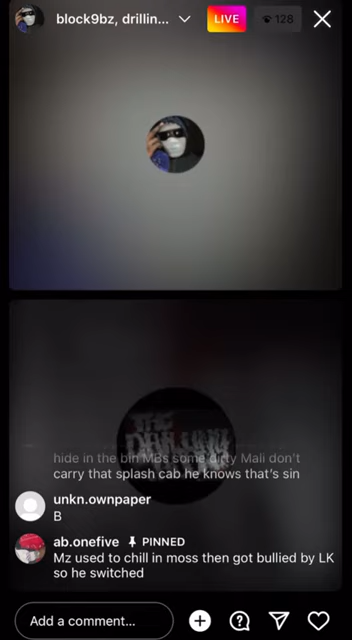 block9bz, drillin...
LIVE
128
THE
hide in the bin MBs some dirty Mali don't
carry that splash cab he knows that's sin
unkn.ownpaper
B
ab.onefive PINNED
Mz used to chill in moss then got bullied by LK
so he switched
Add a comment...